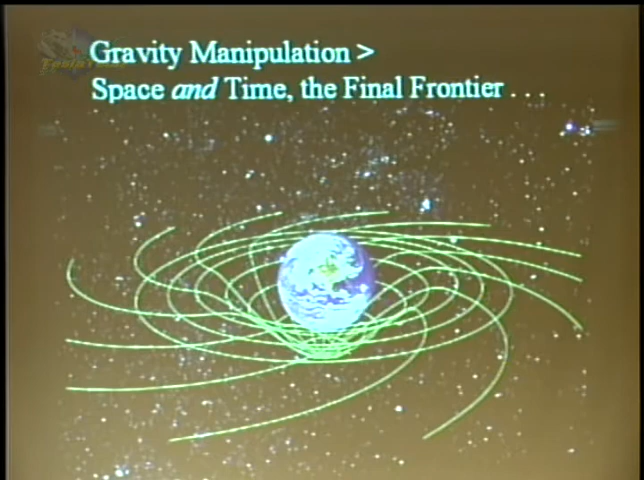 Gravity Manipulation >
Space and Time, the Final Frontier . . .